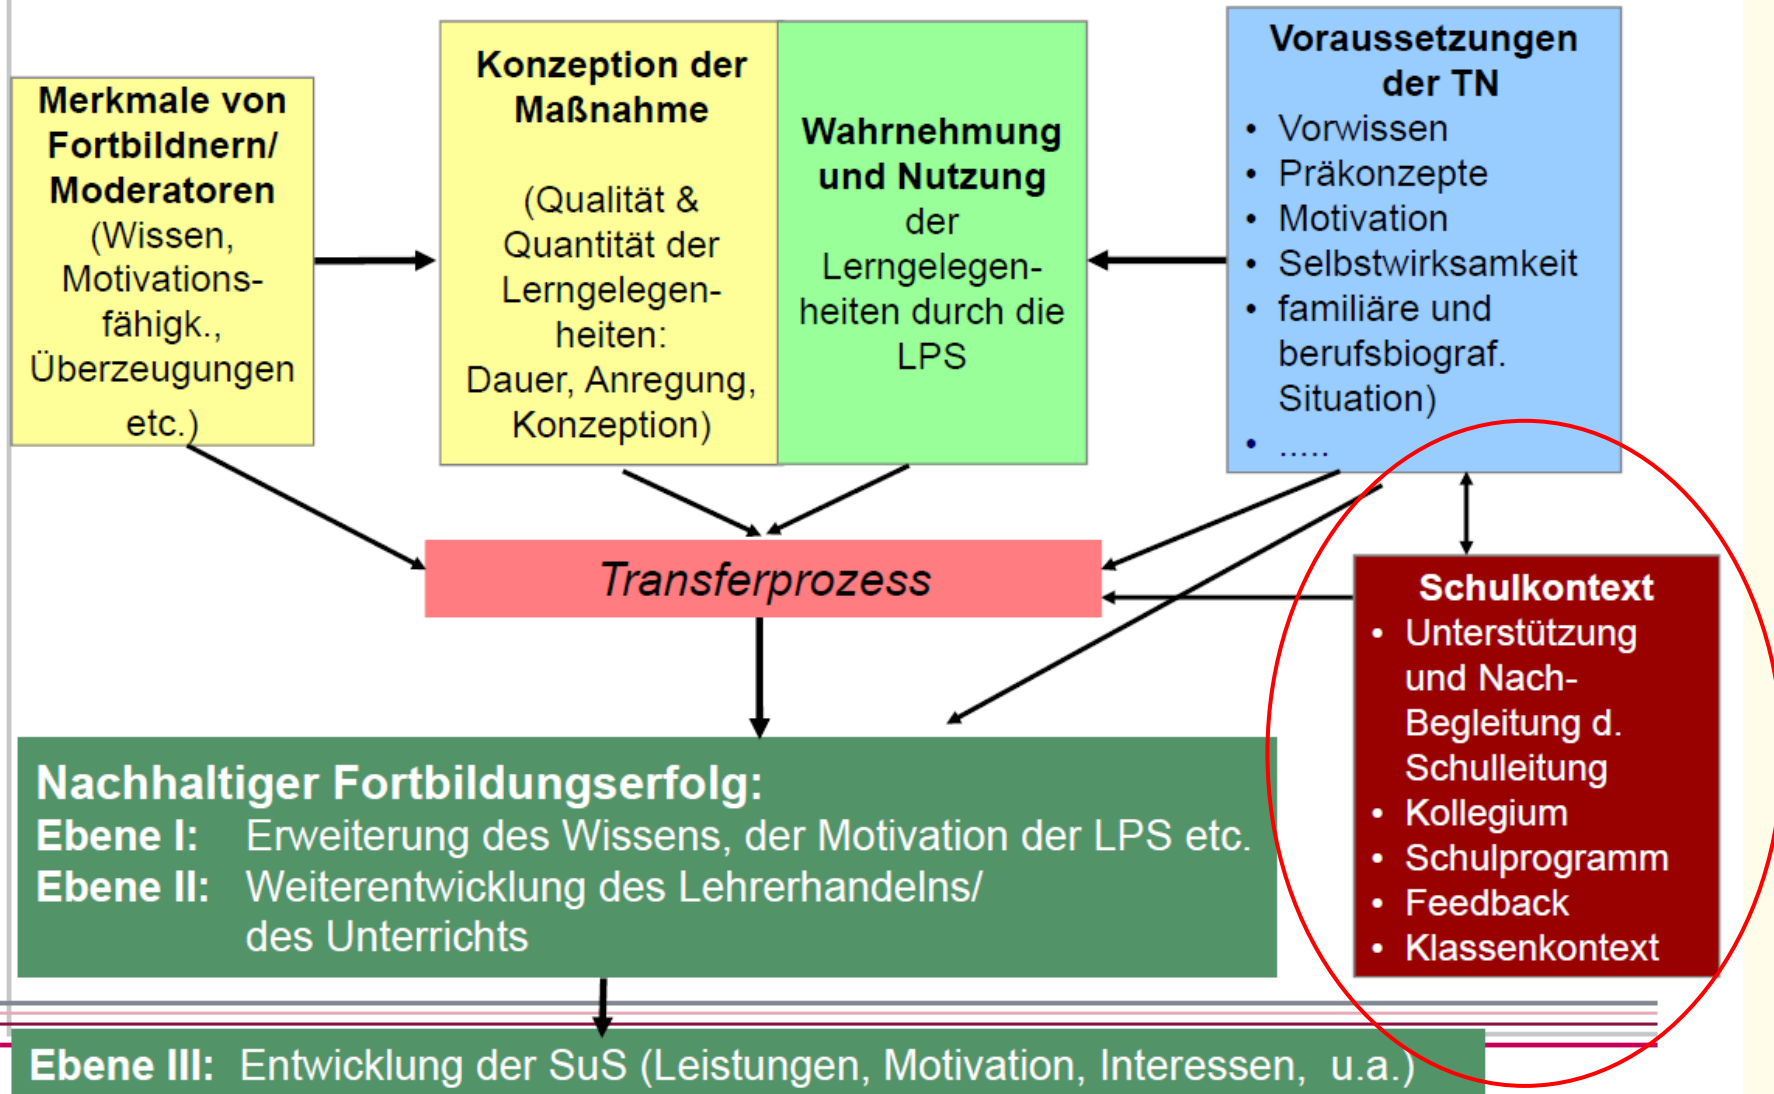 Merkmale von
Fortbildnern/
Moderatoren
(Wissen,
Motivations-
fähigk.,
Überzeugungen
etc.)
Konzeption der
Maßnahme
(Qualität &
Quantität der
Lerngelegen-
heiten:
Dauer, Anregung,
Konzeption)
Wahrnehmung
und Nutzung
der
Lerngelegen-
heiten durch die
LPS
Voraussetzungen
der TN
• Vorwissen
• Präkonzepte
• Motivation
• Selbstwirksamkeit
• familiäre und
berufsbiograf.
Situation)
• .....
Transferprozess
Schulkontext
• Unterstützung
und Nach-
Begleitung d.
Schulleitung
• Kollegium
• Schulprogramm
• Feedback
• Klassenkontext
Nachhaltiger Fortbildungserfolg:
Ebene I: Erweiterung des Wissens, der Motivation der LPS etc.
Ebene II: Weiterentwicklung des Lehrerhandelns/
des Unterrichts
Ebene III: Entwicklung der SuS (Leistungen, Motivation, Interessen, u.a.)